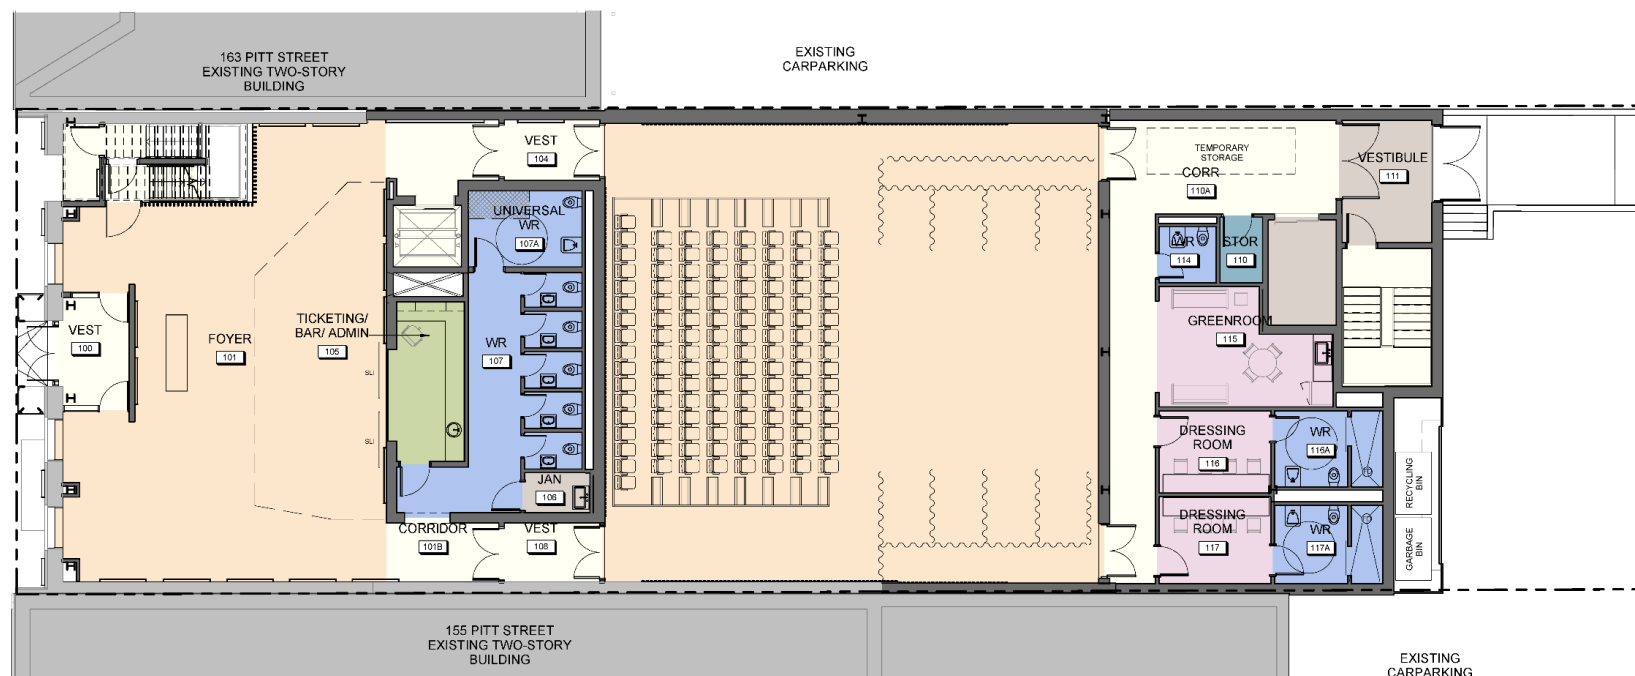 163 PITT STREET
EXISTING TWO-STORY
BUILDING
EXISTING
CARPARKING
VEST
104
TEMPORARY
STORAGE
CORR
110A
VESTIBULE
111
UNIVERSAL
WR
107A
WR
114
STOR
110
VEST
100
FOYER
101
TICKETING/
BAR/ ADMIN
105
WR
107
GREENROOM
115
JAN
106
DRESSING
ROOM
116
WR
116A
RECYCLING
BIN
CORRIDOR
101B
VEST
108
DRESSING
ROOM
117
WR
117A
GARBAGE
BIN
155 PITT STREET
EXISTING TWO-STORY
BUILDING
EXISTING
CARPARKING